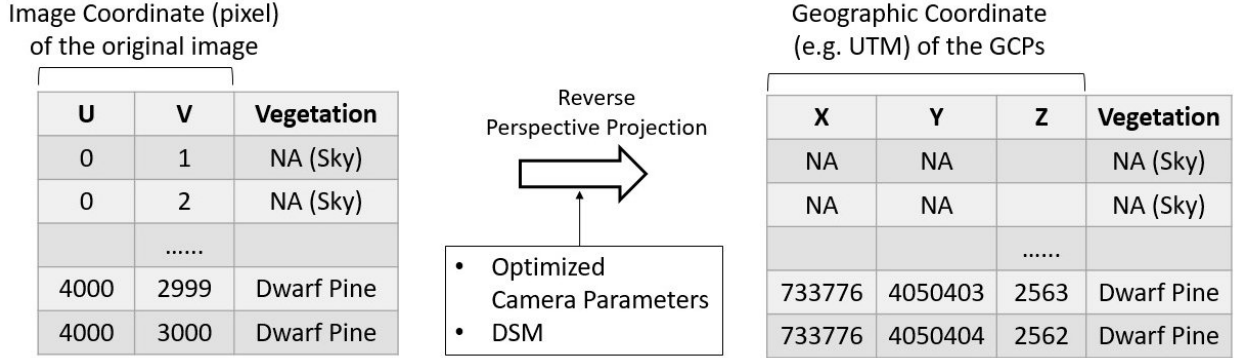 Image Coordinate (pixel)
of the original image
U V Vegetation
0 1 NA (Sky)
0 2 NA (Sky)
......
4000 2999 Dwarf Pine
4000 3000 Dwarf Pine
Reverse
Perspective Projection
• Optimized
Camera Parameters
• DSM
Geographic Coordinate
(e.g. UTM) of the GCPs
X Y Z Vegetation
NA NA NA (Sky)
NA NA NA (Sky)
......
733776 4050403 2563 Dwarf Pine
733776 4050404 2562 Dwarf Pine